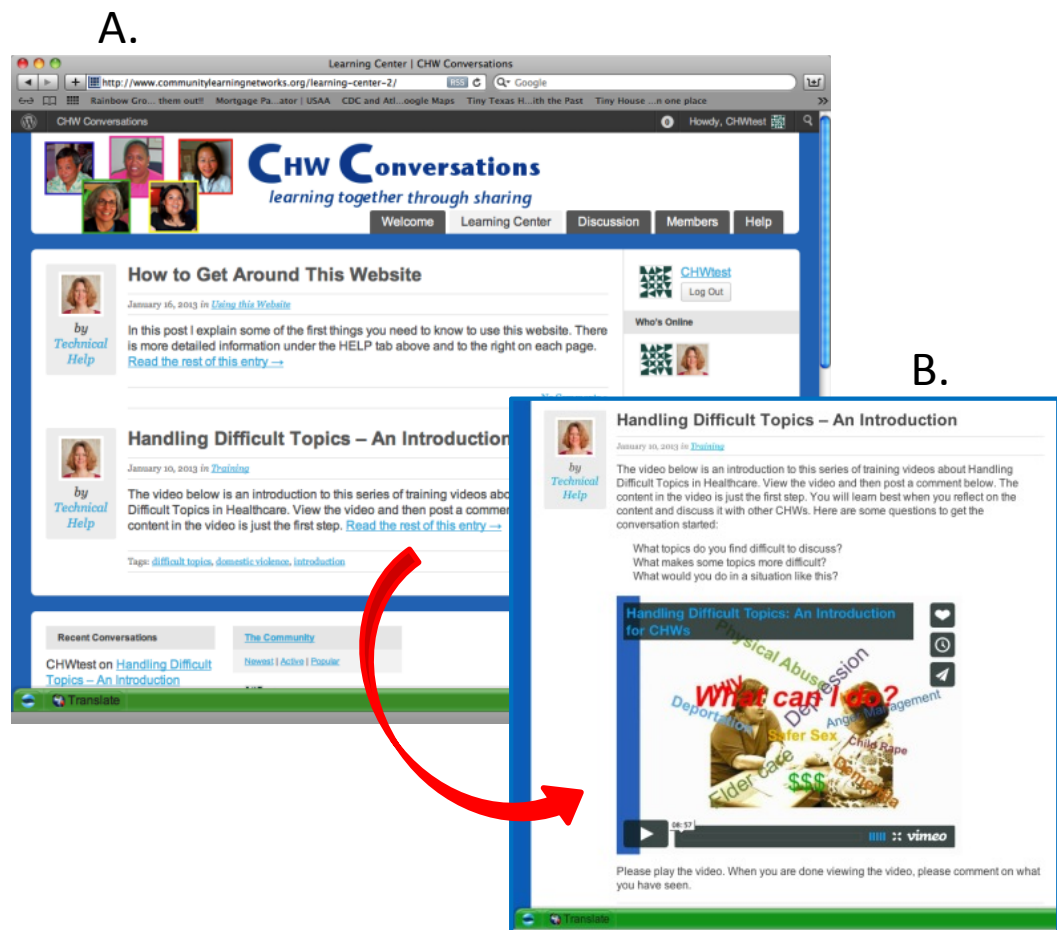 A.
Learning Center | CHW Conversations
http://www.communitylearningnetworks.org/learning-center-2/
RSS
Google
Rainbow Gro... them out!! Mortgage Pa...ator | USAA CDC and Atl...oogle Maps Tiny Texas H...ith the Past Tiny House ...n one place
CHW Conversations
0 Howdy, CHWtest
CHW Conversations
learning together through sharing
Welcome Learning Center Discussion Members Help
How to Get Around This Website
January 16, 2013 in Using this Website
by
Technical
Help
In this post I explain some of the first things you need to know to use this website. There
is more detailed information under the HELP tab above and to the right on each page.
Read the rest of this entry →
CHWtest
Log Out
Who's Online
Handling Difficult Topics – An Introduction
January 10, 2013 in Training
by
Technical
Help
The video below is an introduction to this series of training videos abo
Difficult Topics in Healthcare. View the video and then post a comment
content in the video is just the first step. Read the rest of this entry →
Tags: difficult topics, domestic violence, introduction
Recent Conversations
CHWtest on Handling Difficult
Topics – An Introduction
The Community
Newest | Active | Popular
Translate
B.
Handling Difficult Topics – An Introduction
January 10, 2013 in Training
by
Technical
Help
The video below is an introduction to this series of training videos about Handling
Difficult Topics in Healthcare. View the video and then post a comment below. The
content in the video is just the first step. You will learn best when you reflect on the
content and discuss it with other CHWs. Here are some questions to get the
conversation started:
What topics do you find difficult to discuss?
What makes some topics more difficult?
What would you do in a situation like this?
Handling Difficult Topics: An Introduction
for CHWs
Physical Abuse
Depression
HIV
What can I do?
Deportation
Anger Management
Safer Sex
Child Rape
Elder care
$$$
Dementia
06:57
vimeo
Please play the video. When you are done viewing the video, please comment on what
you have seen.
Translate